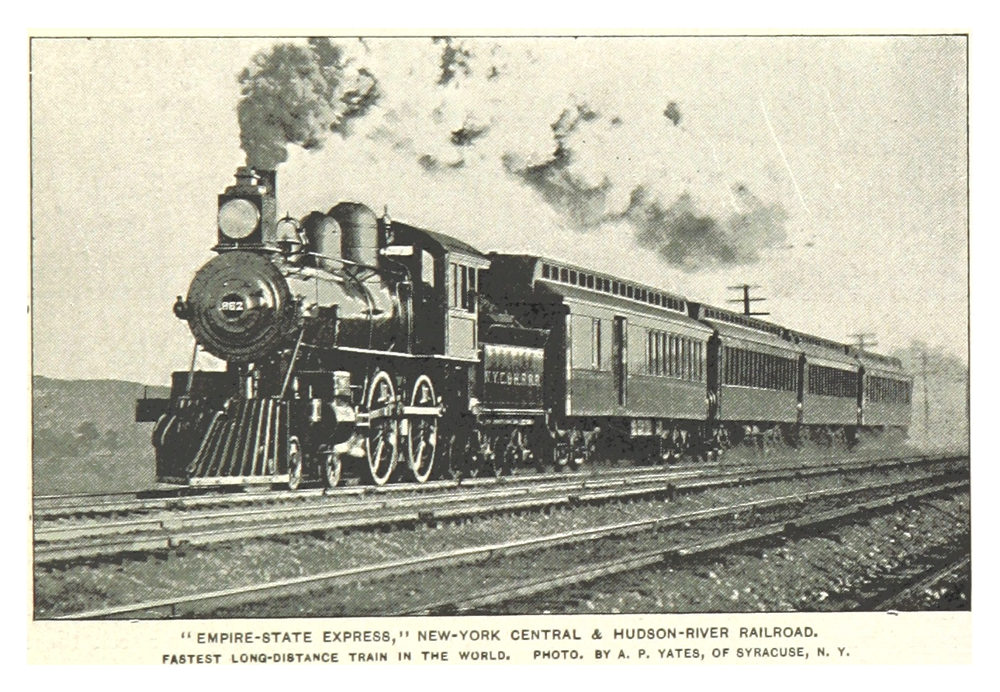 862
N.Y.C.& H.R.R.R.
"EMPIRE-STATE EXPRESS," NEW-YORK CENTRAL & HUDSON-RIVER RAILROAD.
FASTEST LONG-DISTANCE TRAIN IN THE WORLD. PHOTO. BY A. P. YATES, OF SYRACUSE, N. Y.